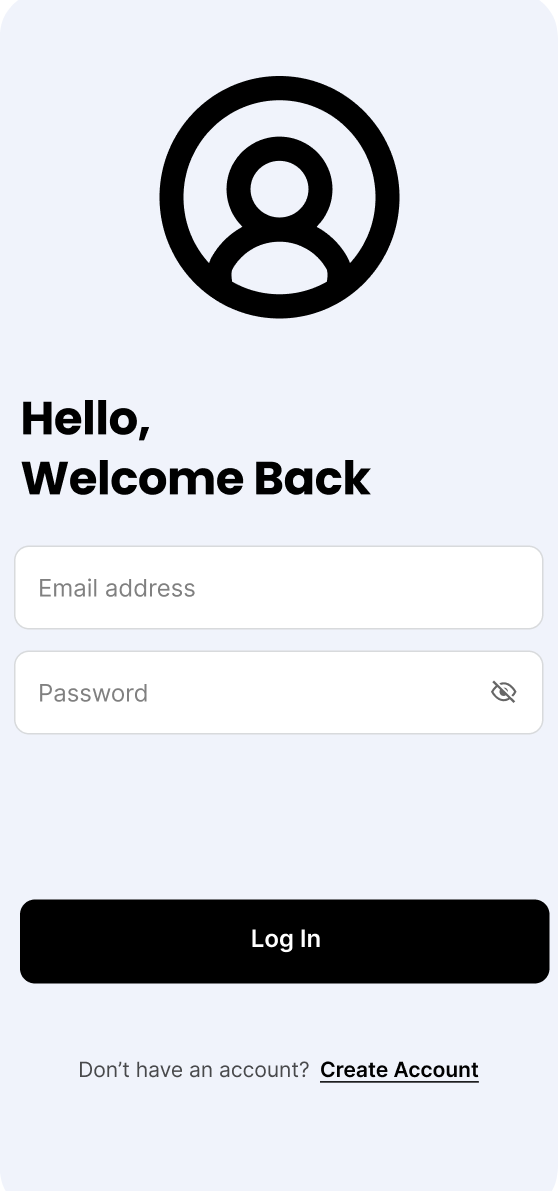 Hello,
Welcome Back
Email address
Password
Log In
Don’t have an account? Create Account